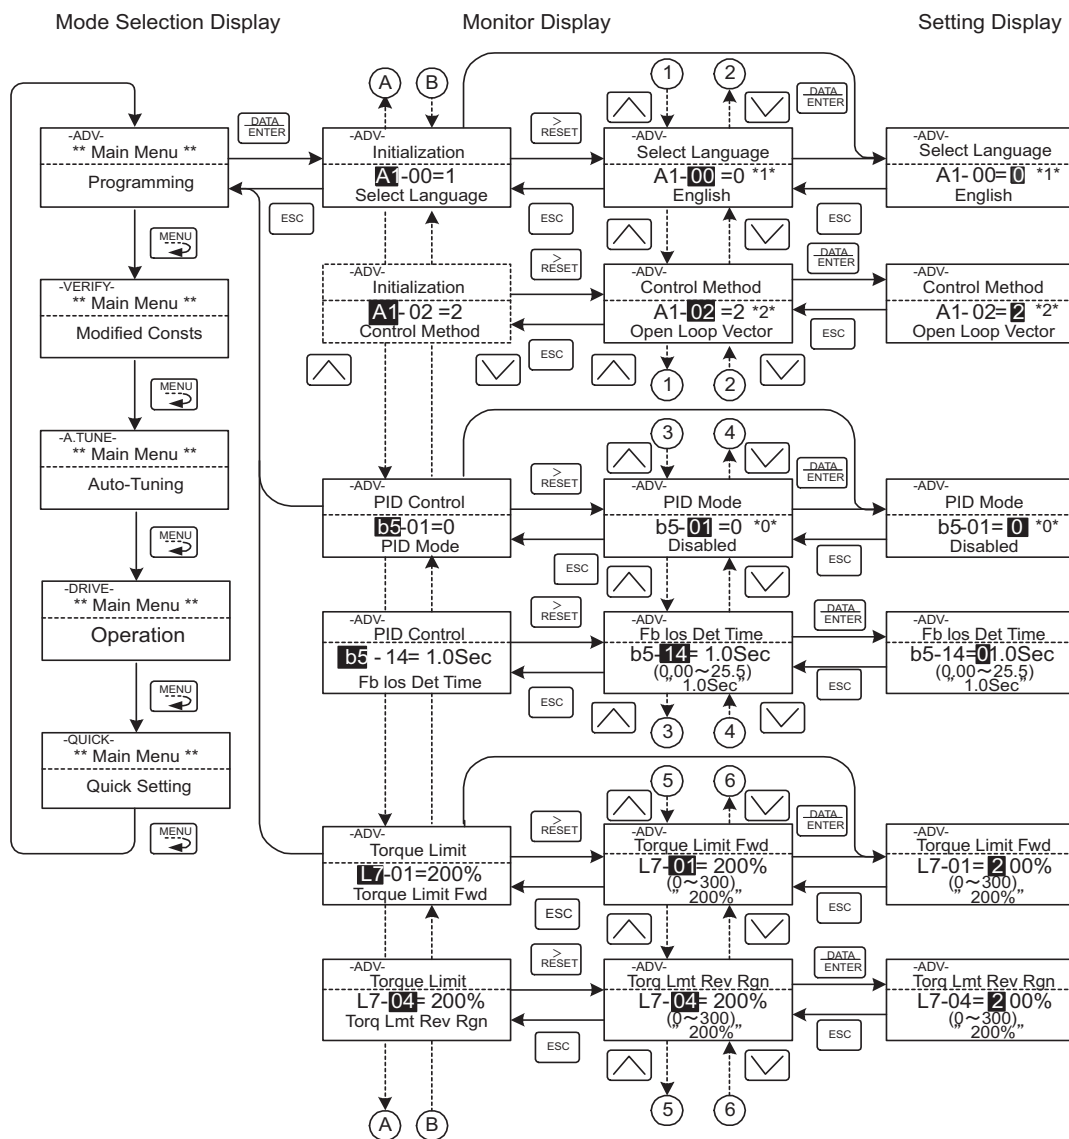 Mode Selection Display
Monitor Display
Setting Display
A
B
1
2
DATA
ENTER
-ADV-
** Main Menu **
Programming
DATA
ENTER
-ADV-
Initialization
A1-00=1
Select Language
>
RESET
-ADV-
Select Language
A1-00 =0 *1*
English
-ADV-
Select Language
A1- 00= 0 *1*
English
ESC
ESC
ESC
MENU
-VERIFY-
** Main Menu **
Modified Consts
-ADV-
Initialization
A1- 02 =2
Control Method
>
RESET
-ADV-
Control Method
A1-02=2 *2*
Open Loop Vector
DATA
ENTER
-ADV-
Control Method
A1- 02=2 *2*
Open Loop Vector
ESC
ESC
1
2
MENU
-A.TUNE-
** Main Menu **
Auto-Tuning
3
4
DATA
ENTER
-ADV-
PID Control
b5-01=0
PID Mode
>
RESET
-ADV-
PID Mode
b5-01 =0 *0*
Disabled
-ADV-
PID Mode
b5-01= 0 *0*
Disabled
ESC
ESC
MENU
-DRIVE-
** Main Menu **
Operation
-ADV-
PID Control
b5 - 14= 1.0Sec
Fb los Det Time
>
RESET
-ADV-
Fb los Det Time
b5-14= 1.0Sec
(0.00~25.5)
” 1.0Sec”
DATA
ENTER
-ADV-
Fb los Det Time
b5-14=01.0Sec
(0.00~25.5)
” 1.0Sec”
ESC
ESC
3
4
MENU
-QUICK-
** Main Menu **
Quick Setting
MENU
5
6
DATA
ENTER
-ADV-
Torque Limit
L7-01=200%
Torque Limit Fwd
>
RESET
-ADV-
Torque Limit Fwd
L7-01= 200%
(0~300)
” 200%”
-ADV-
Torque Limit Fwd
L7-01= 200%
(0~300)
” 200%”
ESC
ESC
-ADV-
Torque Limit
L7-04= 200%
Torq Lmt Rev Rgn
>
RESET
-ADV-
Torq Lmt Rev Rgn
L7-04= 200%
(0~300)
” 200%”
DATA
ENTER
-ADV-
Torq Lmt Rev Rgn
L7-04= 200%
(0~300)
” 200%”
ESC
ESC
A
B
5
6